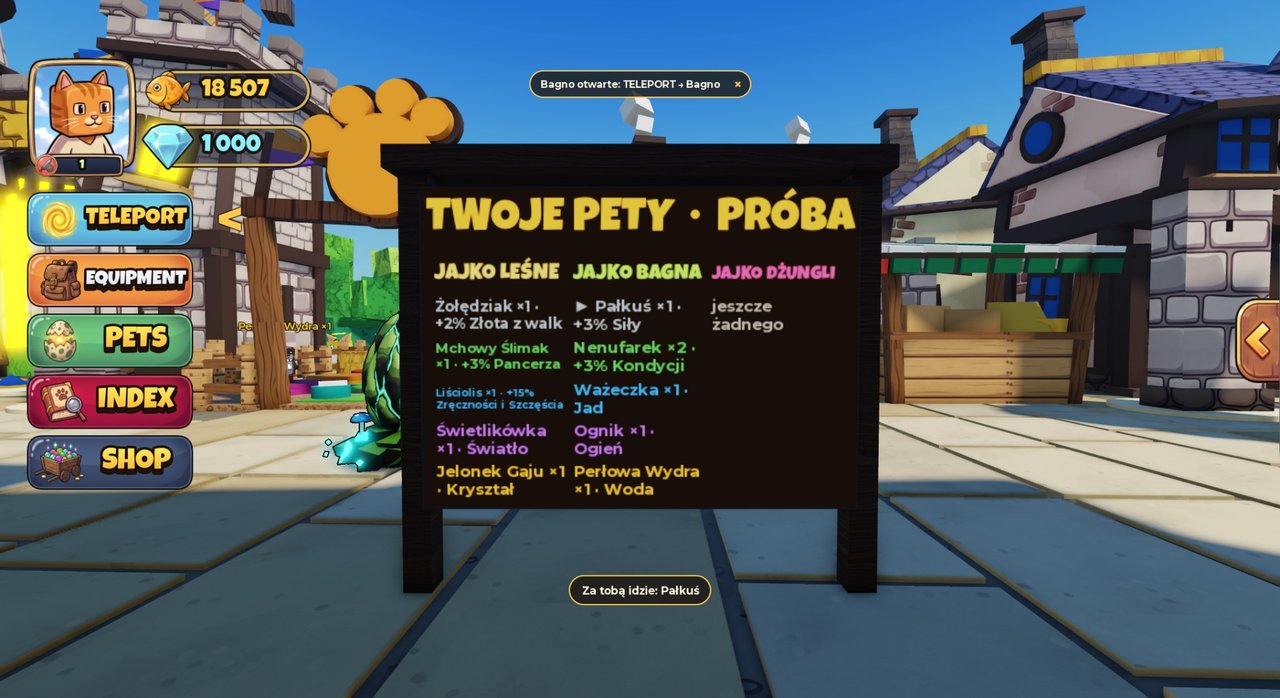 Bagno otwarte: TELEPORT → Bagno ×
18 507
1 000
1
TELEPORT
EQUIPMENT
PETS
INDEX
SHOP
Wydra ×1
TWOJE PETY · PRÓBA
JAJKO LEŚNE
Żołędziak ×1 ·
+2% Złota z walk
Mchowy Ślimak
×1 · +3% Pancerza
Liściolis ×1 · +15%
Zręczności i Szczęścia
Świetlikówka
×1 · Światło
Jelonek Gaju ×1
· Kryształ
JAJKO BAGNA
► Pałkuś ×1 ·
+3% Siły
Nenufarek ×2 ·
+3% Kondycji
Ważeczka ×1 ·
Jad
Ognik ×1 ·
Ogień
Perłowa Wydra
×1 · Woda
JAJKO DŻUNGLI
jeszcze
żadnego
Za tobą idzie: Pałkuś